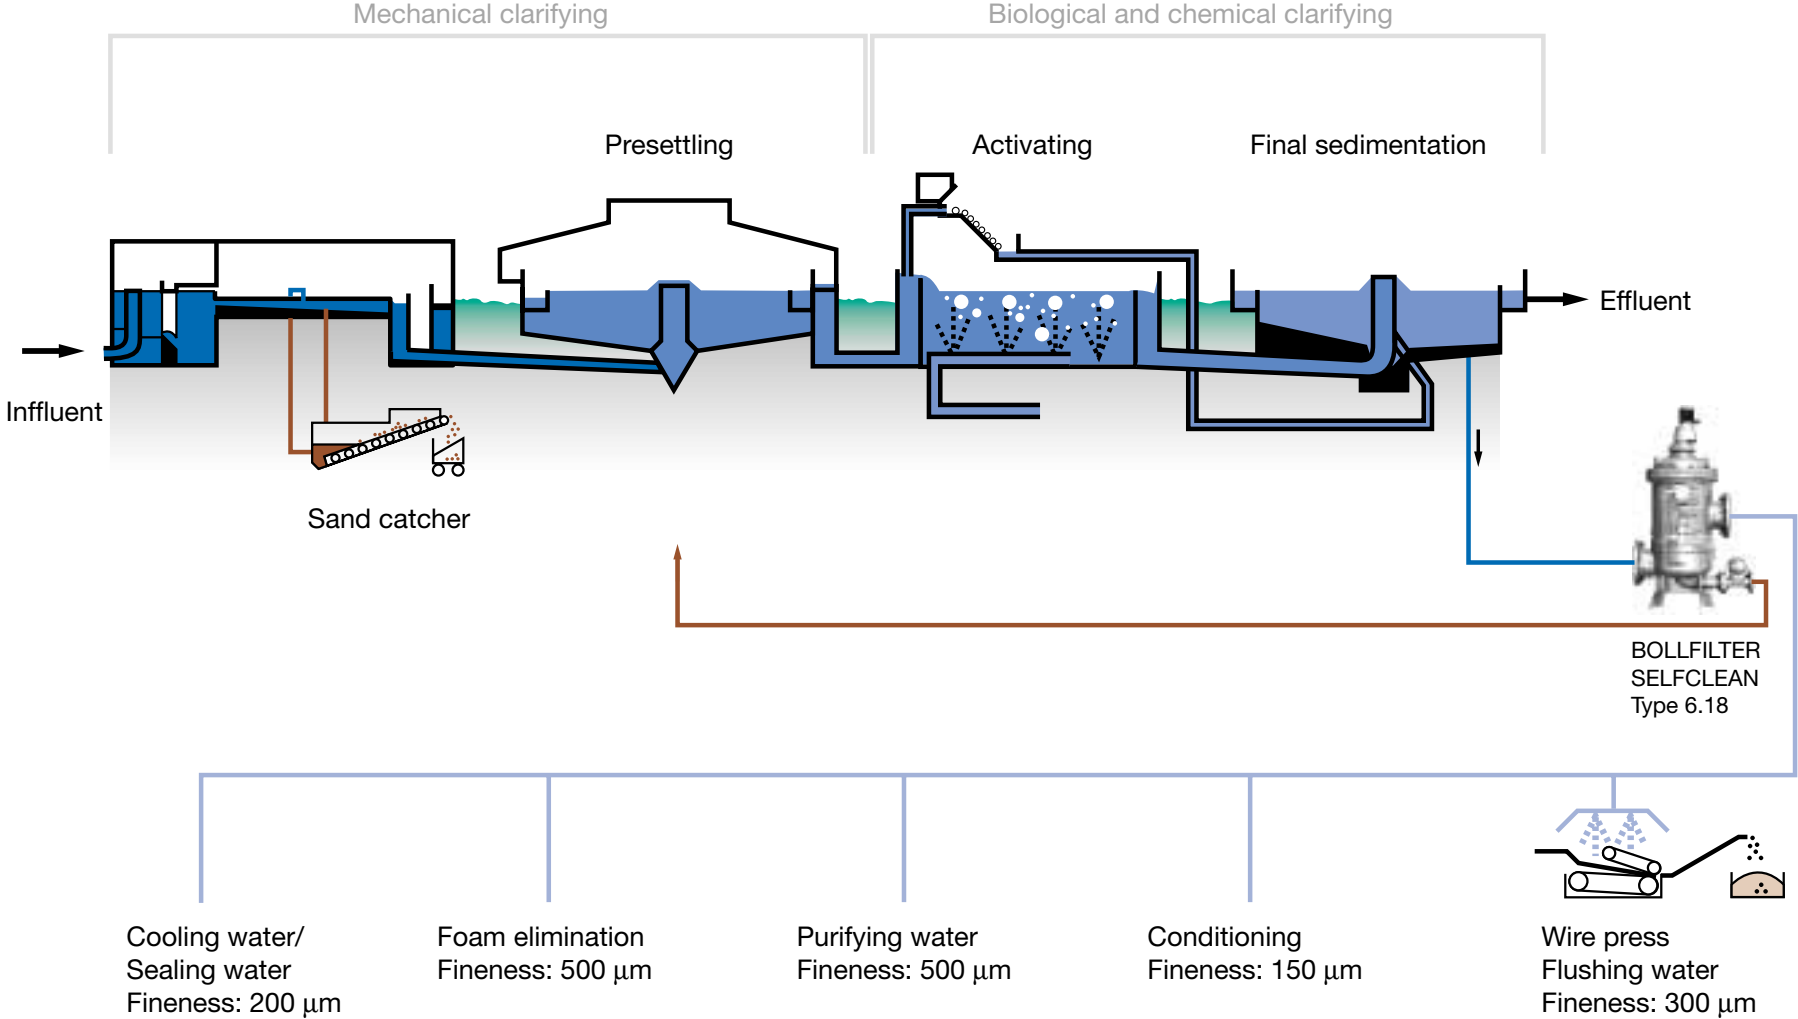 Mechanical clarifying
Biological and chemical clarifying
Presettling
Activating
Final sedimentation
Effluent
Inffluent
Sand catcher
BOLLFILTER
SELFCLEAN
Type 6.18
Cooling water/
Sealing water
Fineness: 200 µm
Foam elimination
Fineness: 500 µm
Purifying water
Fineness: 500 µm
Conditioning
Fineness: 150 µm
Wire press
Flushing water
Fineness: 300 µm